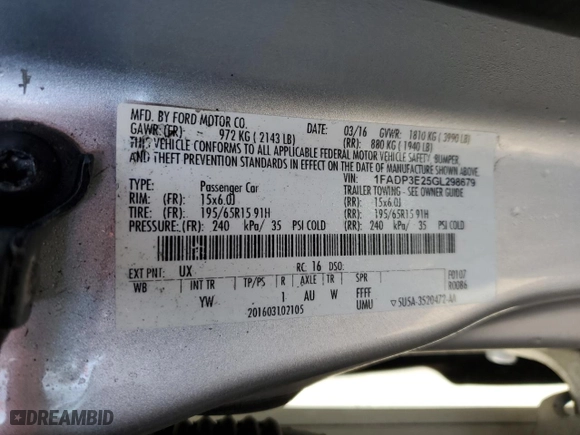 MFD. BY FORD MOTOR CO. DATE: 03/16 GVWR: 1810 KG ( 3990 LB)
GAWR: (FR): 972 KG ( 2143 LB) (RR): 880 KG ( 1940 LB)
THIS VEHICLE CONFORMS TO ALL APPLICABLE FEDERAL MOTOR VEHICLE SAFETY, BUMPER,
AND THEFT PREVENTION STANDARDS IN EFFECT ON THE DATE OF MANUFACTURE SHOWN ABOVE.
VIN: 1FADP3E25GL298679
TYPE: Passenger Car TRAILER TOWING - SEE OWNER GUIDE
RIM: (FR): 15x6.0J (RR): 15x6.0J
TIRE: (FR): 195/65R15 91H (RR): 195/65R15 91H
PRESSURE: (FR): 240 kPa/ 35 PSI COLD (RR): 240 kPa/ 35 PSI COLD
EXT PNT: UX RC: 16 DSO: F0107
WB INT TR TP/PS R AXLE TR SPR R0086
YW 1 AU W FFFF
201603102105 UMU 5U5A-3520472-AA
DREAMBID